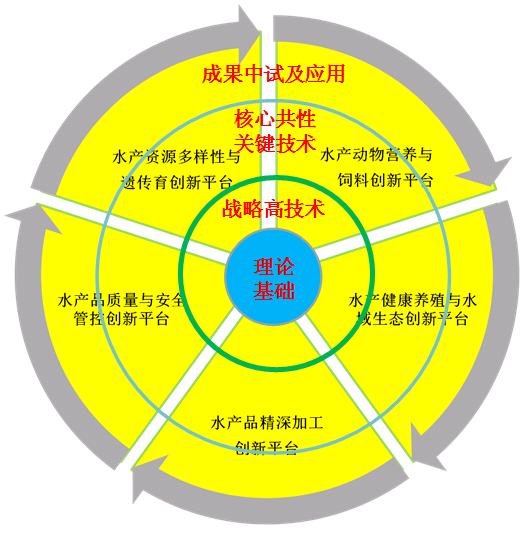 成果中试及应用
核心共性
关键技术
水产资源多样性与
遗传育创新平台
水产动物营养与
饲料创新平台
战略高技术
理论
基础
水产品质量与安全
管控创新平台
水产健康养殖与水
域生态创新平台
水产品精深加工
创新平台